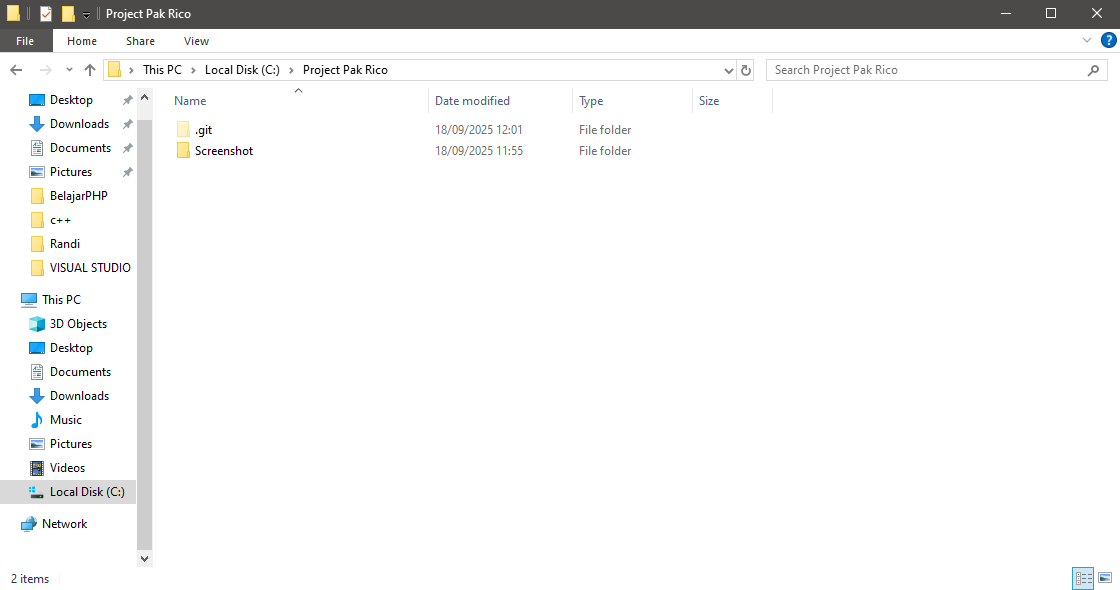 Project Pak Rico
File Home Share View
This PC Local Disk (C:) Project Pak Rico
Search Project Pak Rico
Desktop
Downloads
Documents
Pictures
BelajarPHP
c++
Randi
VISUAL STUDIO
This PC
3D Objects
Desktop
Documents
Downloads
Music
Pictures
Videos
Local Disk (C:)
Network
Name Date modified Type Size
.git 18/09/2025 12:01 File folder
Screenshot 18/09/2025 11:55 File folder
2 items